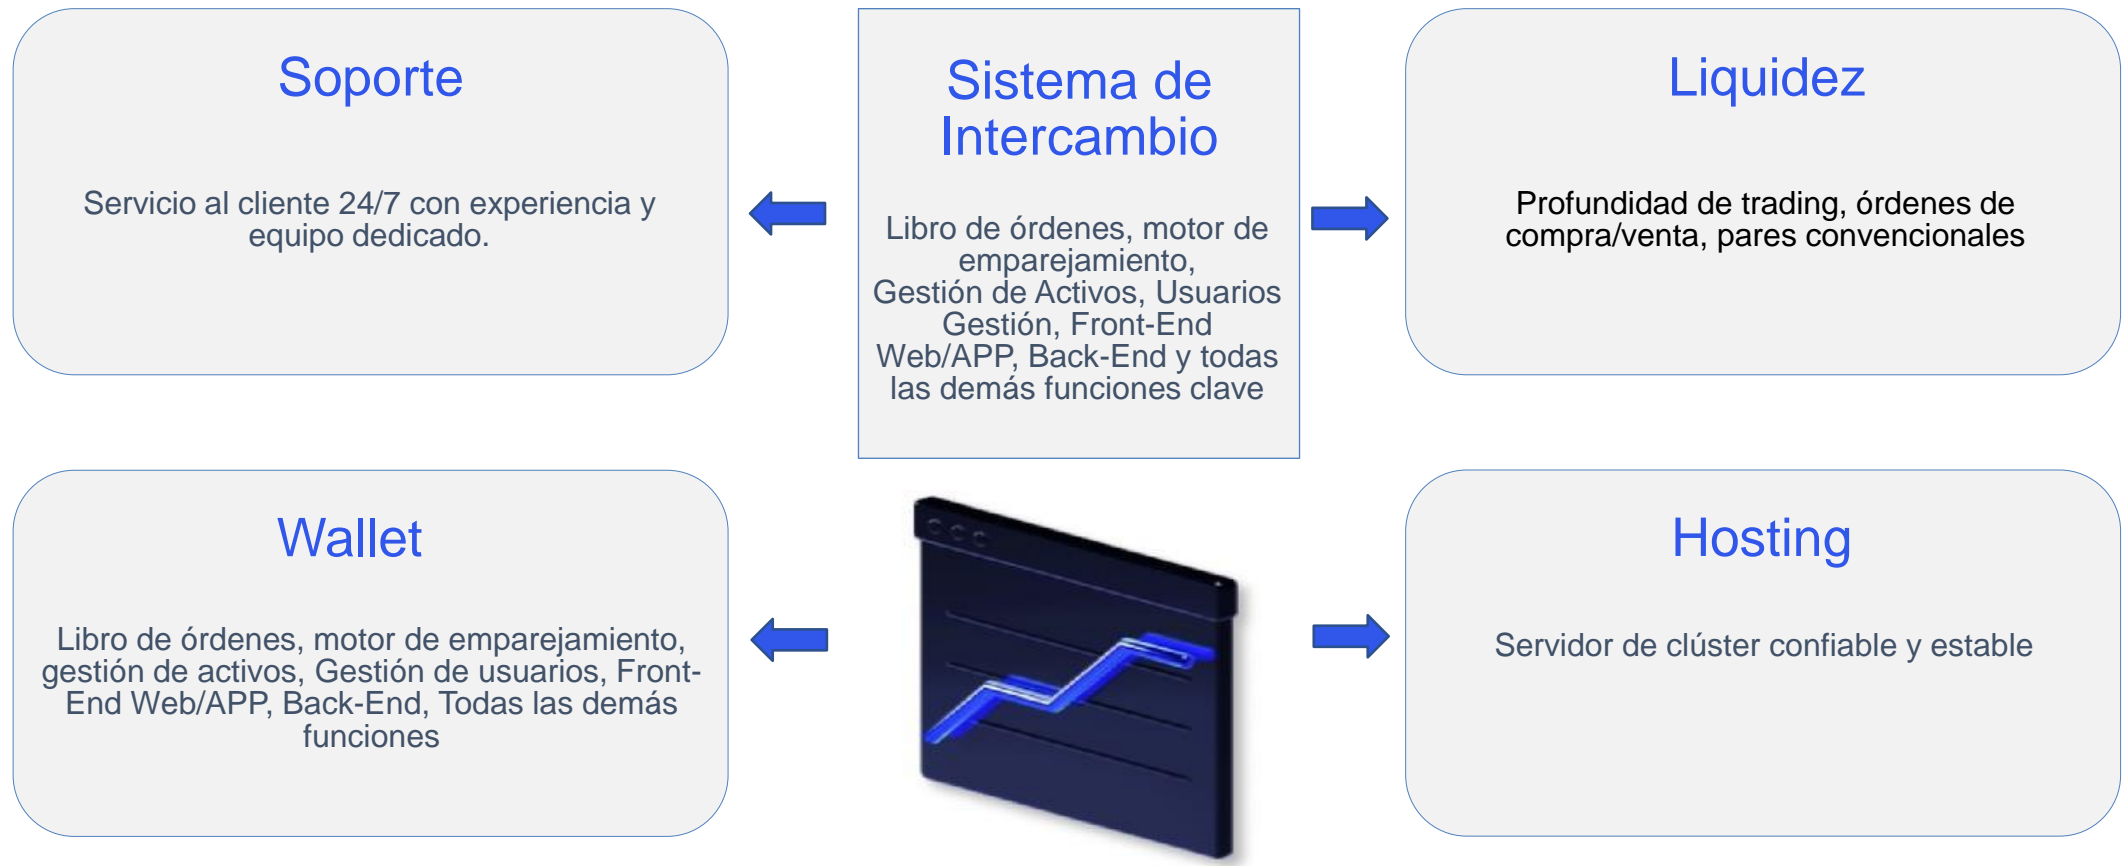 Soporte
Servicio al cliente 24/7 con experiencia y
equipo dedicado.
Sistema de
Intercambio
Libro de órdenes, motor de
emparejamiento,
Gestión de Activos, Usuarios
Gestión, Front-End
Web/APP, Back-End y todas
las demás funciones clave
Liquidez
Profundidad de trading, órdenes de
compra/venta, pares convencionales
Wallet
Libro de órdenes, motor de emparejamiento,
gestión de activos, Gestión de usuarios, Front-
End Web/APP, Back-End, Todas las demás
funciones
Hosting
Servidor de clúster confiable y estable